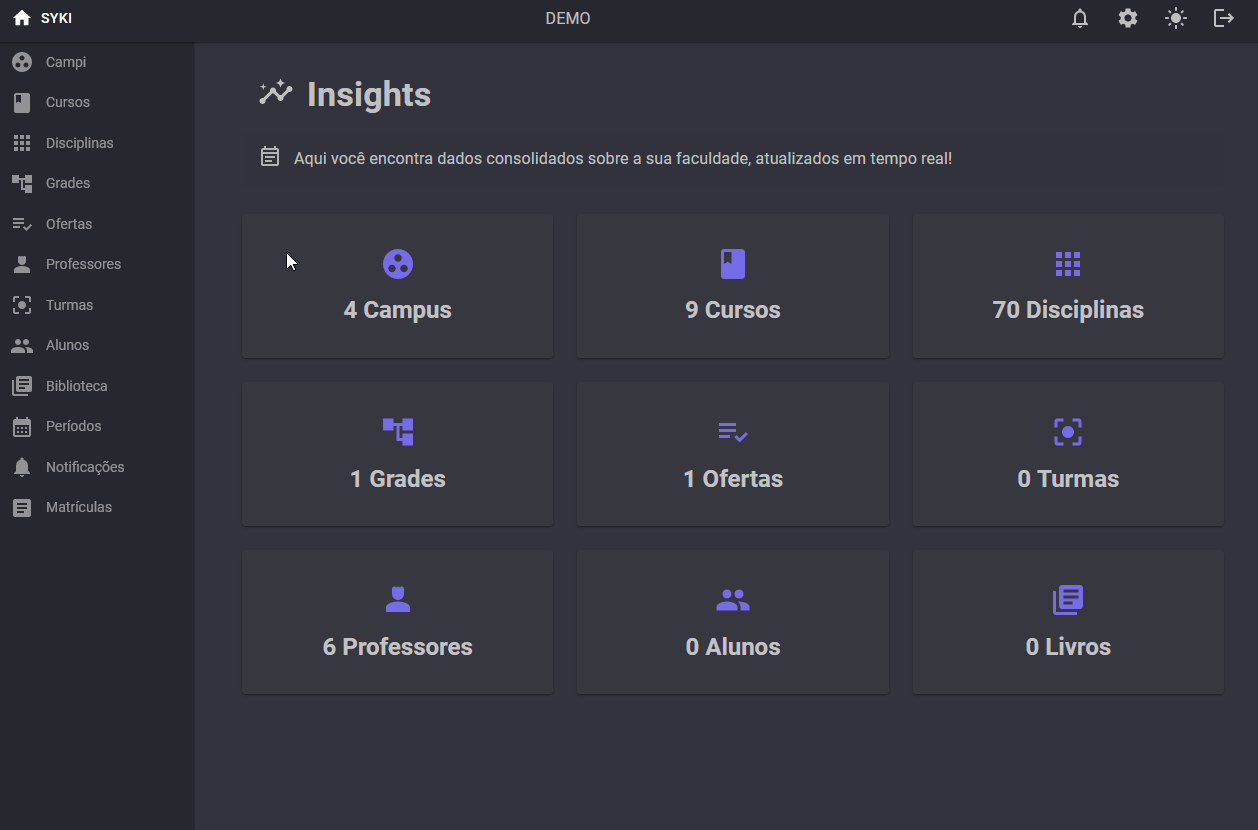 SYKI
DEMO
Campi
Cursos
Disciplinas
Grades
Ofertas
Professores
Turmas
Alunos
Biblioteca
Períodos
Notificações
Matrículas
Insights
Aqui você encontra dados consolidados sobre a sua faculdade, atualizados em tempo real!
4 Campus
9 Cursos
70 Disciplinas
1 Grades
1 Ofertas
0 Turmas
6 Professores
0 Alunos
0 Livros